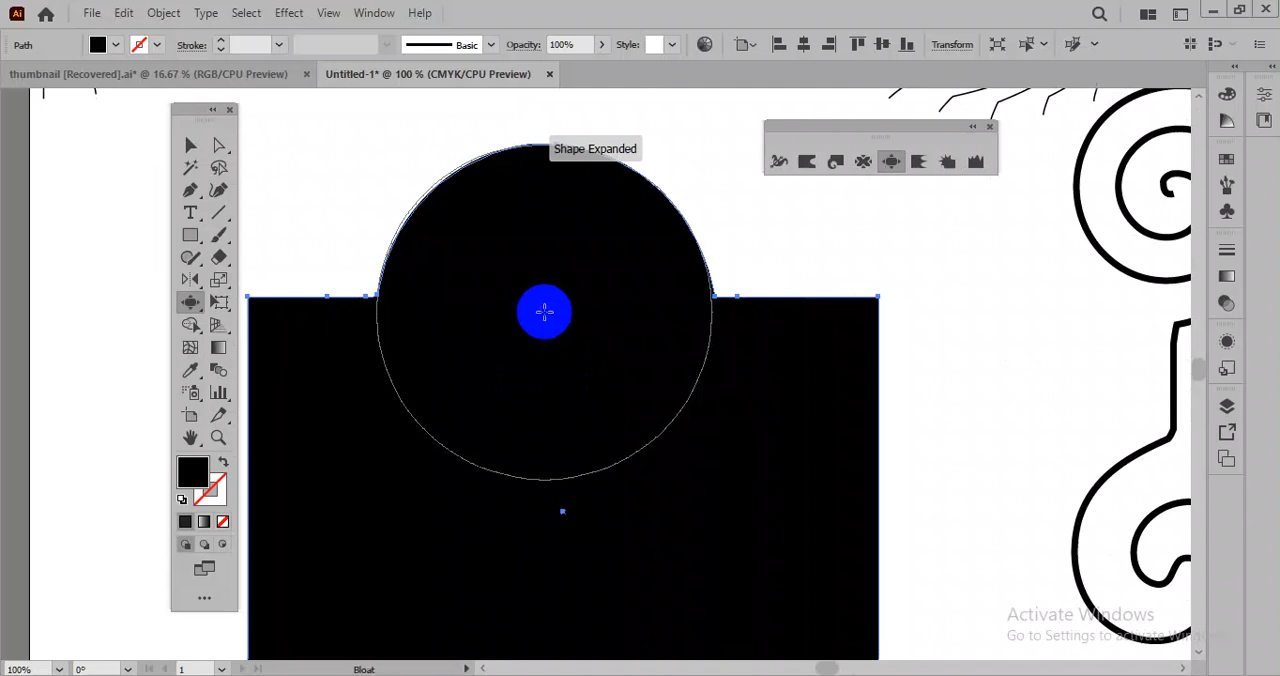 Ai File Edit Object Type Select Effect View Window Help
Path Stroke: Basic Opacity: 100% Style: Transform
thumbnail [Recovered].ai* @ 16.67 % (RGB/CPU Preview) × Untitled-1* @ 100 % (CMYK/CPU Preview) ×
Shape Expanded
T
Activate Windows
Go to Settings to activate Win
100% 0° 1 Bloat